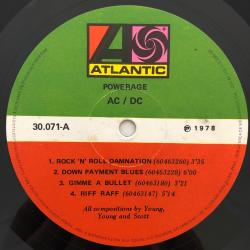 ATLANTIC
POWERAGE
AC / DC
30.071-A
℗ 1978
1. ROCK 'N' ROLL DAMNATION (60463260) 3'35
2. DOWN PAYMENT BLUES (60463228) 6'00
3. GIMME A BULLET (60463180) 3'21
4. RIFF RAFF (60463147) 5'14
All compositions by Young,
Young and Scott